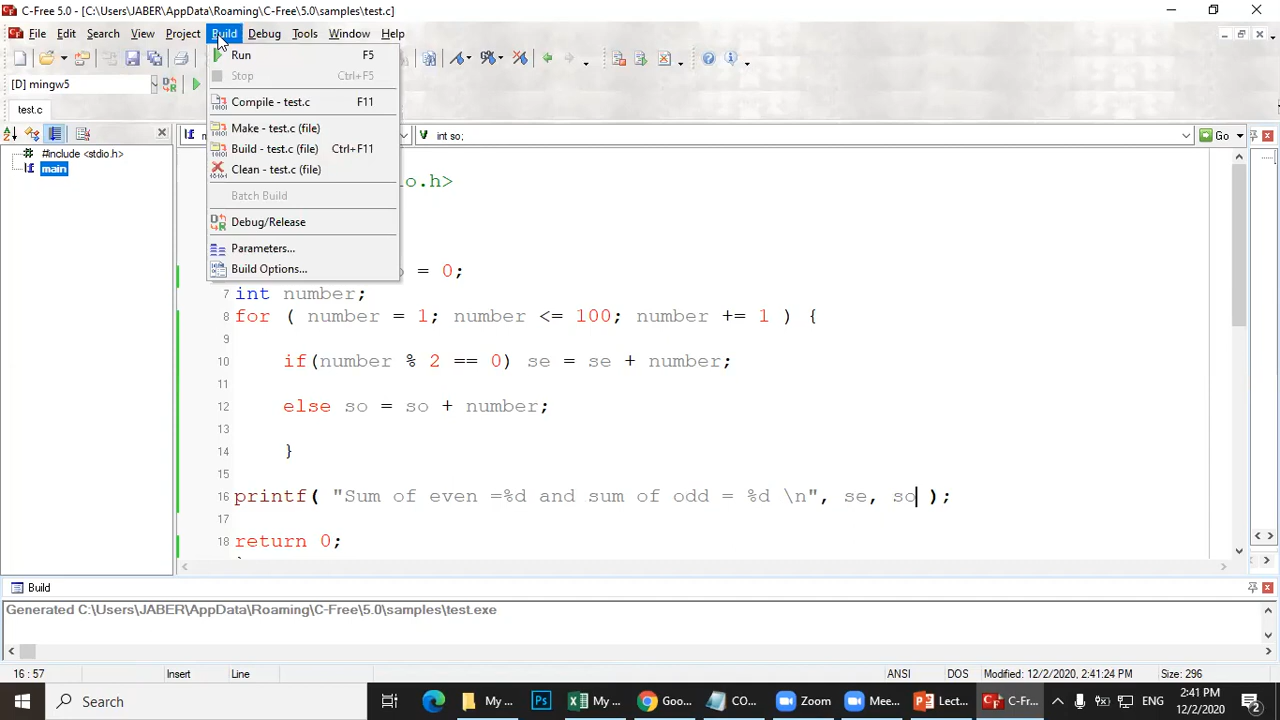 C-Free 5.0 - [C:\Users\JABER\AppData\Roaming\C-Free\5.0\samples\test.c]
File Edit Search View Project Build Debug Tools Window Help
Run F5
Stop Ctrl+F5
Compile - test.c F11
Make - test.c (file)
Build - test.c (file) Ctrl+F11
Clean - test.c (file)
Batch Build
Debug/Release
Parameters...
Build Options...
[D] mingw5
test.c
int so; Go
#include <stdio.h>
main
io.h>
= 0;
7 int number;
8 for ( number = 1; number <= 100; number += 1 ) {
9
10 if(number % 2 == 0) se = se + number;
11
12 else so = so + number;
13
14 }
15
16 printf( "Sum of even =%d and sum of odd = %d \n", se, so );
17
18 return 0;
Build
Generated C:\Users\JABER\AppData\Roaming\C-Free\5.0\samples\test.exe
16 : 57 Insert Line ANSI DOS Modified: 12/2/2020, 2:41:24 PM Size: 296
Search My ... My ... Goo... CO... Zoom Mee... Lect... C-Fr... 2:41 PM
12/2/2020 2